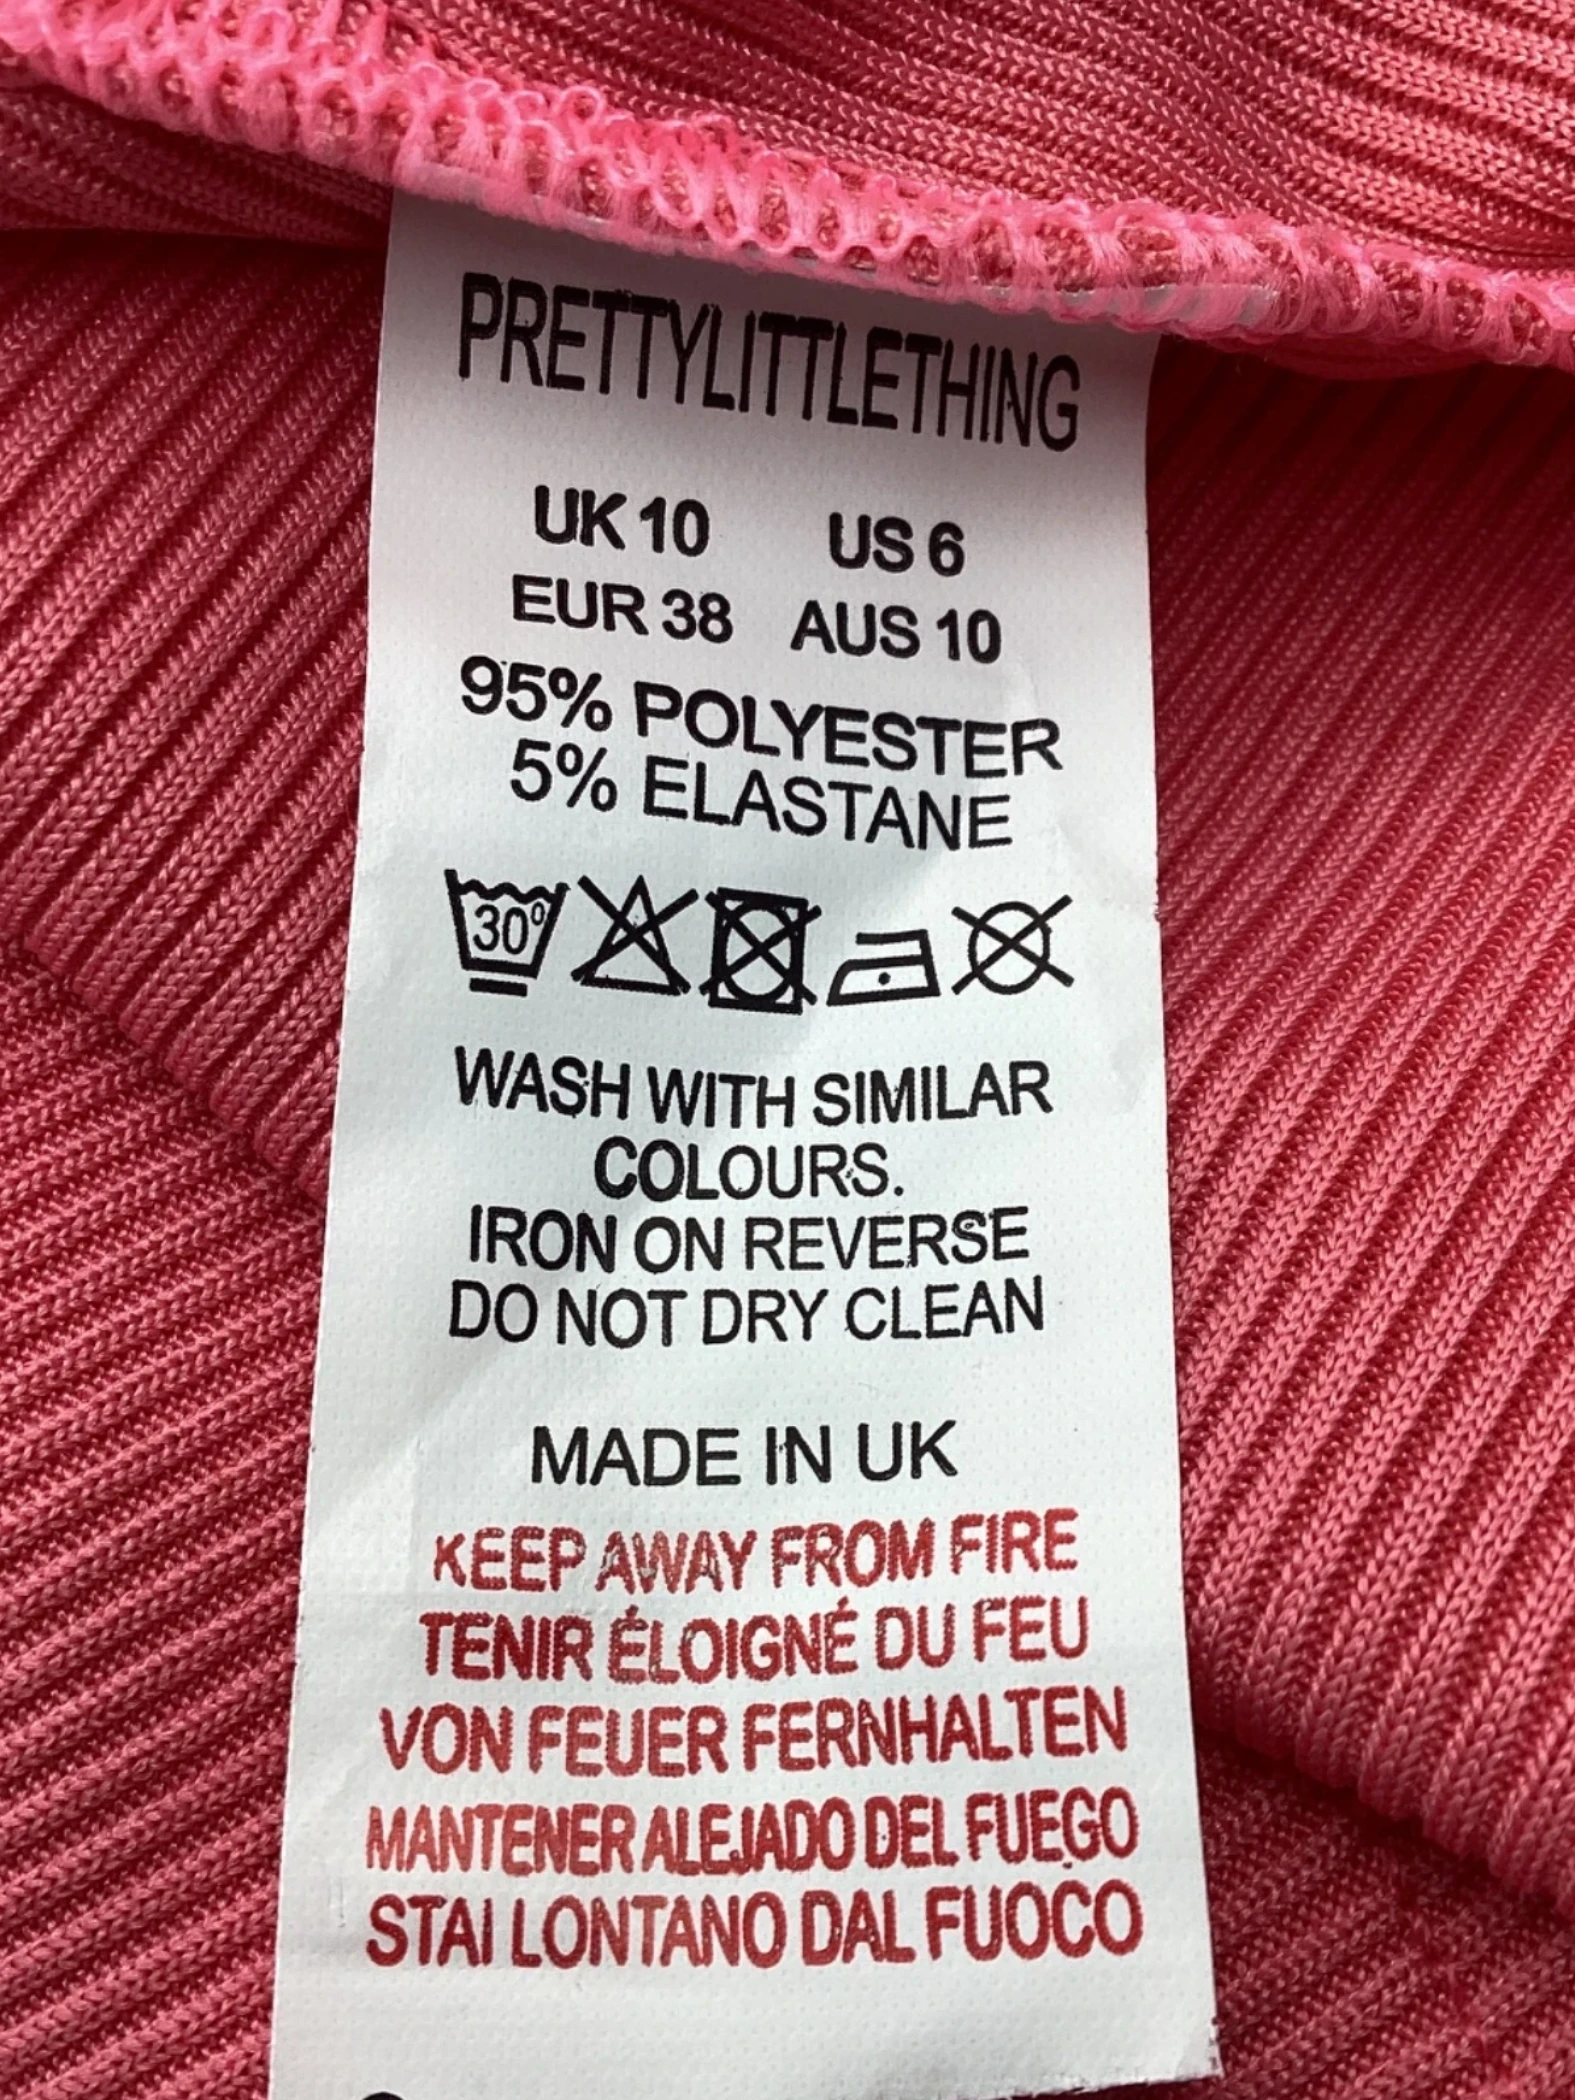 PRETTYLITTLETHING
UK 10 US 6
EUR 38 AUS 10
95% POLYESTER
5% ELASTANE
30°
WASH WITH SIMILAR
COLOURS.
IRON ON REVERSE
DO NOT DRY CLEAN
MADE IN UK
KEEP AWAY FROM FIRE
TENIR ÉLOIGNÉ DU FEU
VON FEUER FERNHALTEN
MANTENER ALEJADO DEL FUEGO
STAI LONTANO DAL FUOCO